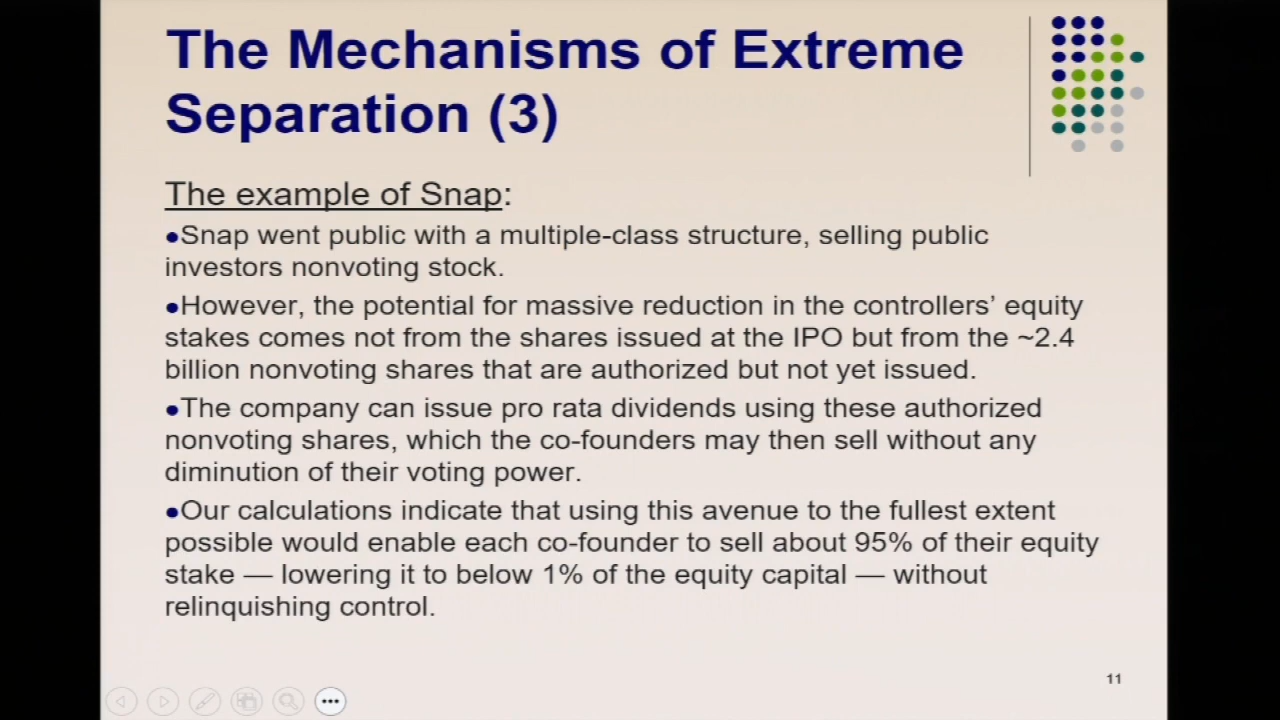 The Mechanisms of Extreme
Separation (3)
The example of Snap:
●Snap went public with a multiple-class structure, selling public
investors nonvoting stock.
●However, the potential for massive reduction in the controllers’ equity
stakes comes not from the shares issued at the IPO but from the ~2.4
billion nonvoting shares that are authorized but not yet issued.
●The company can issue pro rata dividends using these authorized
nonvoting shares, which the co-founders may then sell without any
diminution of their voting power.
●Our calculations indicate that using this avenue to the fullest extent
possible would enable each co-founder to sell about 95% of their equity
stake — lowering it to below 1% of the equity capital — without
relinquishing control.
11